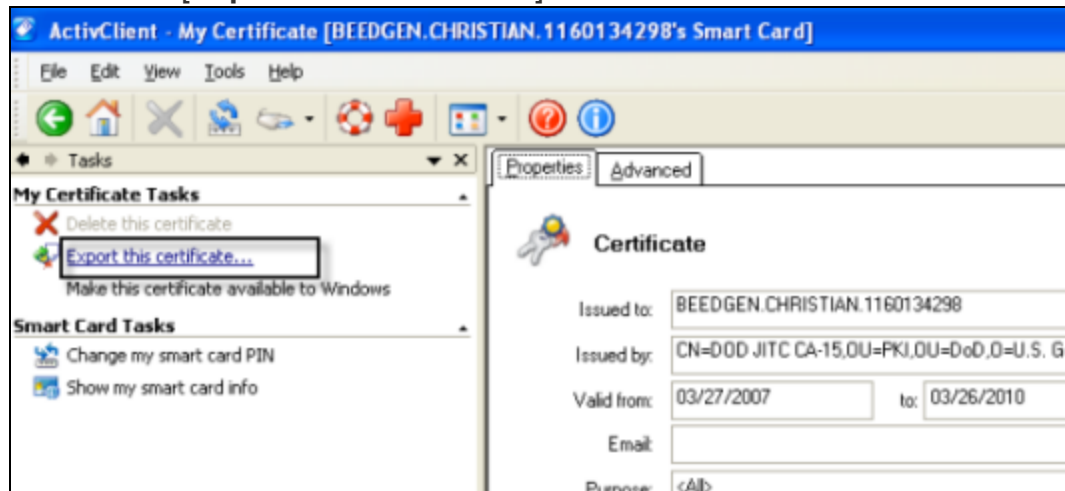 ActivClient - My Certificate [BEEDGEN.CHRISTIAN.1160134298's Smart Card]
File Edit View Tools Help
Tasks
Properties Advanced
My Certificate Tasks
Delete this certificate
Export this certificate...
Make this certificate available to Windows
Smart Card Tasks
Change my smart card PIN
Show my smart card info
Certificate
Issued to: BEEDGEN.CHRISTIAN.1160134298
Issued by: CN=DOD JITC CA-15,OU=PKI,OU=DoD,O=U.S. G
Valid from: 03/27/2007 to: 03/26/2010
Email:
Purpose: <All>